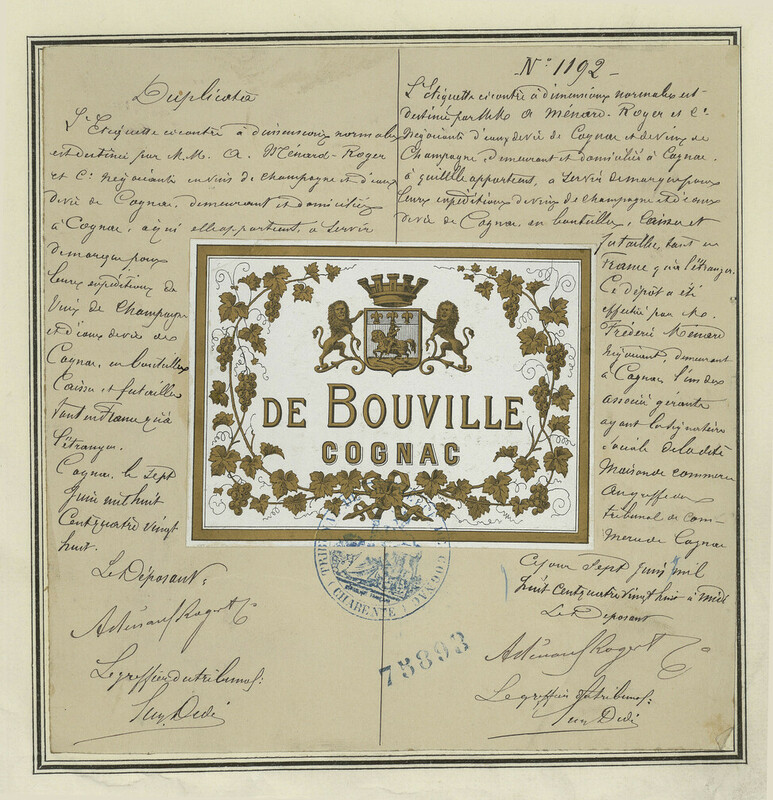 Duplicata
L'Etiquette ci contre à dimensions normales
est destinée par M.M. A. Ménard-Roger
et Cie négociants en vins de Champagne et d'eaux
de vie de Cognac, demeurant et domiciliés
à Cognac, à qui elle appartient, à servir
de marque pour
leurs expéditions de
Vins de Champagne
et d'eaux de vie de
Cognac, en bouteilles
Caisses et futailles
tant en France qu'à
l'étranger.
Cognac, le sept
Juin mil huit
Cent quatre vingt
huit.
Le Déposant:
A Ménard Roger & Cie
Le greffier du tribunal:
N° 1192
L'Etiquette ci contre à dimensions normales est
destinée par MM. A. Ménard-Roger et Cie
Négociants d'eaux de vie de Cognac et de vins de
Champagne, demeurant et domiciliés à Cognac,
à qui elle appartient, à servir de marque pour
leurs expéditions de vins de champagne et d'eaux
de vie de Cognac, en bouteilles, caisses et
futailles, tant en
France qu'à l'étranger.
Ce dépôt a été
effectué par M.
Frédéric Ménard
négociant, demeurant
à Cognac l'un des
associés gérants
ayant la signature
sociale de la dite
Maison de commerce
Au greffe du
tribunal de Com-
merce de Cognac
Ce jour Sept Juin mil
huit cent quatre vingt huit à midi
Le Déposant
A Ménard Roger & Cie
Le greffier du tribunal:
DE BOUVILLE
COGNAC
COGNAC (CHARENTE)
75893